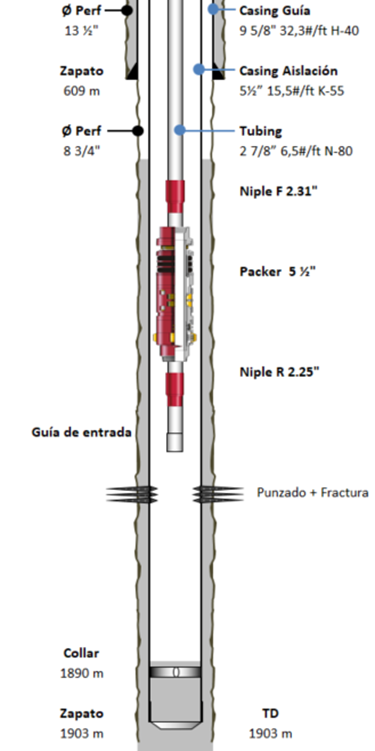 Ø Perf
13 ½"
Casing Guía
9 5/8" 32,3#/ft H-40
Zapato
609 m
Casing Aislación
5½” 15,5#/ft K-55
Ø Perf
8 3/4"
Tubing
2 7/8” 6,5#/ft N-80
Niple F 2.31"
Packer 5 ½"
Niple R 2.25"
Guía de entrada
Punzado + Fractura
Collar
1890 m
Zapato
1903 m
TD
1903 m